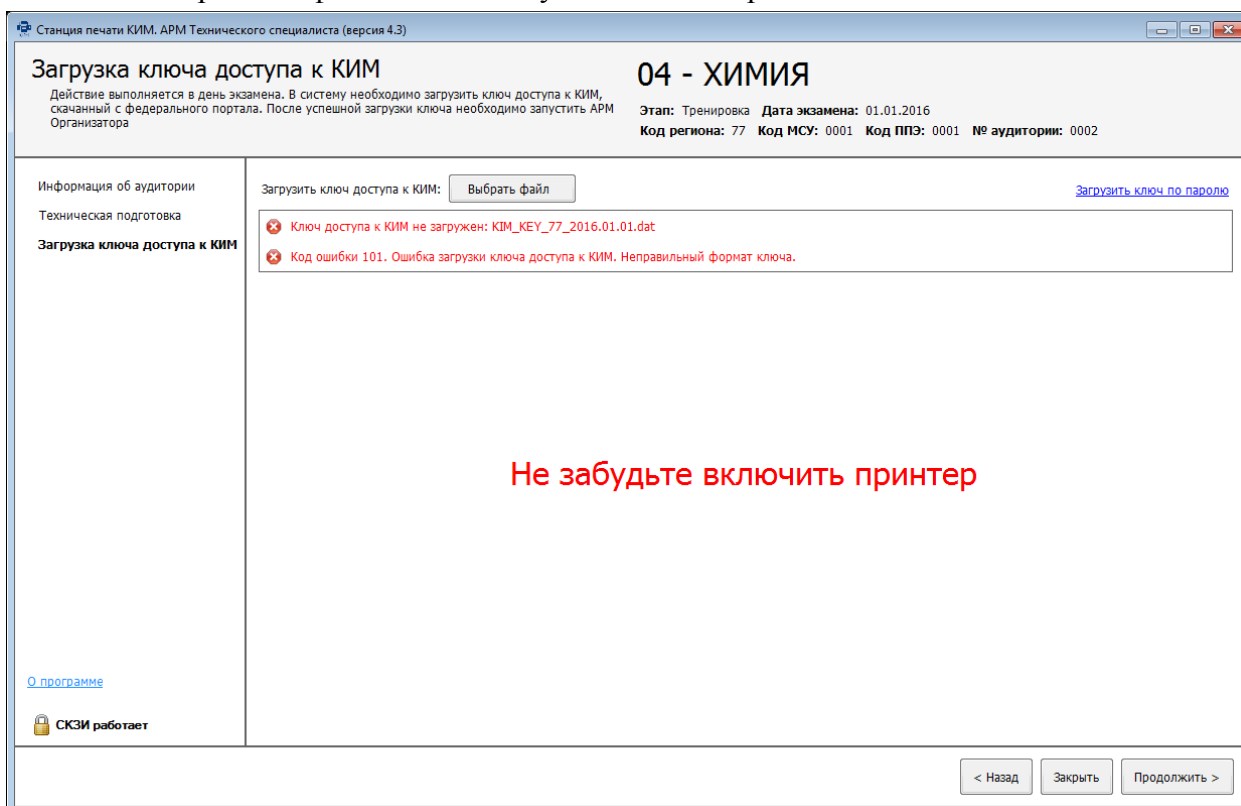 Станция печати КИМ. АРМ Технического специалиста (версия 4.3)
Загрузка ключа доступа к КИМ
Действие выполняется в день экзамена. В систему необходимо загрузить ключ доступа к КИМ,
скачанный с федерального портала. После успешной загрузки ключа необходимо запустить АРМ
Организатора
04 - ХИМИЯ
Этап: Тренировка Дата экзамена: 01.01.2016
Код региона: 77 Код МСУ: 0001 Код ППЭ: 0001 № аудитории: 0002
Информация об аудитории
Техническая подготовка
Загрузка ключа доступа к КИМ
Загрузить ключ доступа к КИМ: Выбрать файл Загрузить ключ по паролю
Ключ доступа к КИМ не загружен: KIM_KEY_77_2016.01.01.dat
Код ошибки 101. Ошибка загрузки ключа доступа к КИМ. Неправильный формат ключа.
Не забудьте включить принтер
О программе
СКЗИ работает
< Назад Закрыть Продолжить >